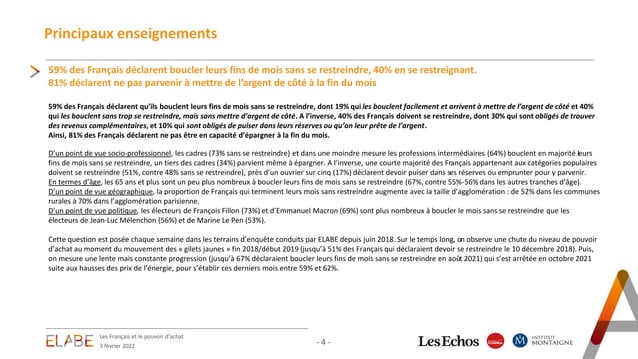 Principaux enseignements
59% des Français déclarent boucler leurs fins de mois sans se restreindre, 40% en se restreignant.
81% déclarent ne pas parvenir à mettre de l'argent de côté à la fin du mois
59% des Français déclarent qu'ils bouclent leurs fins de mois sans se restreindre, dont 19% qui les bouclent facilement et arrivent à mettre de l'argent de côté et 40%
qui les bouclent sans trop se restreindre, mais sans mettre d'argent de côté. A l'inverse, 40% des Français doivent se restreindre, dont 30% qui sont obligés de trouver
des revenus complémentaires, et 10% qui sont obligés de puiser dans leurs réserves ou qu'on leur prête de l'argent.
Ainsi, 81% des Français déclarent ne pas être en capacité d'épargner à la fin du mois.
D'un point de vue socio-professionnel, les cadres (73% sans se restreindre) et dans une moindre mesure les professions intermédiaires (64%) bouclent en majorité leurs
fins de mois sans se restreindre, un tiers des cadres (34%) parvient même à épargner. A l'inverse, une courte majorité des Français appartenant aux catégories populaires
doivent se restreindre (51%, contre 48% sans se restreindre), près d'un ouvrier sur cinq (17%) déclarent devoir puiser dans ses réserves ou emprunter pour y parvenir.
En termes d'âge, les 65 ans et plus sont un peu plus nombreux à boucler leurs fins de mois sans se restreindre (67%, contre 55%-56% dans les autres tranches d'âge).
D'un point de vue géographique, la proportion de Français qui terminent leurs mois sans restreindre augmente avec la taille d'agglomération : de 52% dans les communes
rurales à 70% dans l'agglomération parisienne.
D'un point de vue politique, les électeurs de François Fillon (73%) et d'Emmanuel Macron (69%) sont plus nombreux à boucler le mois sans se restreindre que les
électeurs de Jean-Luc Mélenchon (56%) et de Marine Le Pen (53%).
Cette question est posée chaque semaine dans les terrains d'enquête conduits par ELABE depuis juin 2018. Sur le temps long, on observe une chute du niveau de pouvoir
d'achat au moment du mouvement des « gilets jaunes » fin 2018/début 2019 (jusqu'à 51% des Français qui déclaraient devoir se restreindre le 10 décembre 2018). Puis,
on mesure une lente mais constante progression (jusqu'à 67% déclaraient boucler leurs fins de mois sans se restreindre en août 2021) qui s'est arrêtée en octobre 2021
suite aux hausses des prix de l'énergie, pour s'établir ces derniers mois entre 59% et 62%.
ELABE
Les Français et le pouvoir d'achat
3 février 2022
- 4 -
Les Echos
M INSTITUT
MONTAIGNE